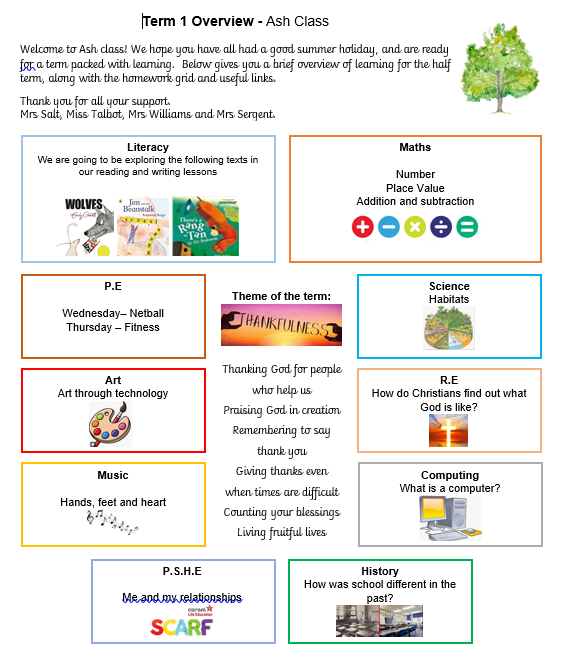 Term 1 Overview - Ash Class
Welcome to Ash class! We hope you have all had a good summer holiday, and are ready
for a term packed with learning.  Below gives you a brief overview of learning for the half
term, along with the homework grid and useful links.
Thank you for all your support.
Mrs Salt, Miss Talbot, Mrs Williams and Mrs Sergent.
Literacy
We are going to be exploring the following texts in
our reading and writing lessons
WOLVES
Jim and the
Beanstalk
There's a
Rang-
Tan
in My Bedroom
Maths
Number
Place Value
Addition and subtraction
P.E
Wednesday– Netball
Thursday – Fitness
Theme of the term:
THANKFULNESS
Thanking God for people
who help us
Praising God in creation
Remembering to say
thank you
Giving thanks even
when times are difficult
Counting your blessings
Living fruitful lives
Science
Habitats
Art
Art through technology
R.E
How do Christians find out what
God is like?
Music
Hands, feet and heart
Computing
What is a computer?
P.S.H.E
Me and my relationships
coram
Life Education
SCARF
History
How was school different in the
past?